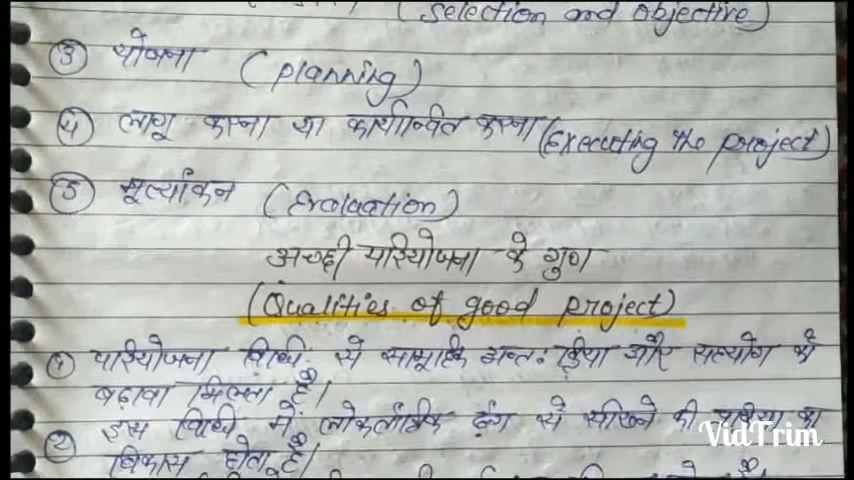 (Selection and objective)
③ योजना (planning)
④ लागू करना या कार्यान्वित करना (Executing the project)
⑤ मूल्यांकन (Evaluation)
अच्छी परियोजना के गुण
(Qualities of good project)
① परियोजना विधि से सामूहिक अन्तः क्रिया और सहयोग को
बढ़ावा मिलता है।
② इस विधि में लोकतांत्रिक ढंग से सीखने की प्रक्रिया का
विकास होता है।
VidTrim